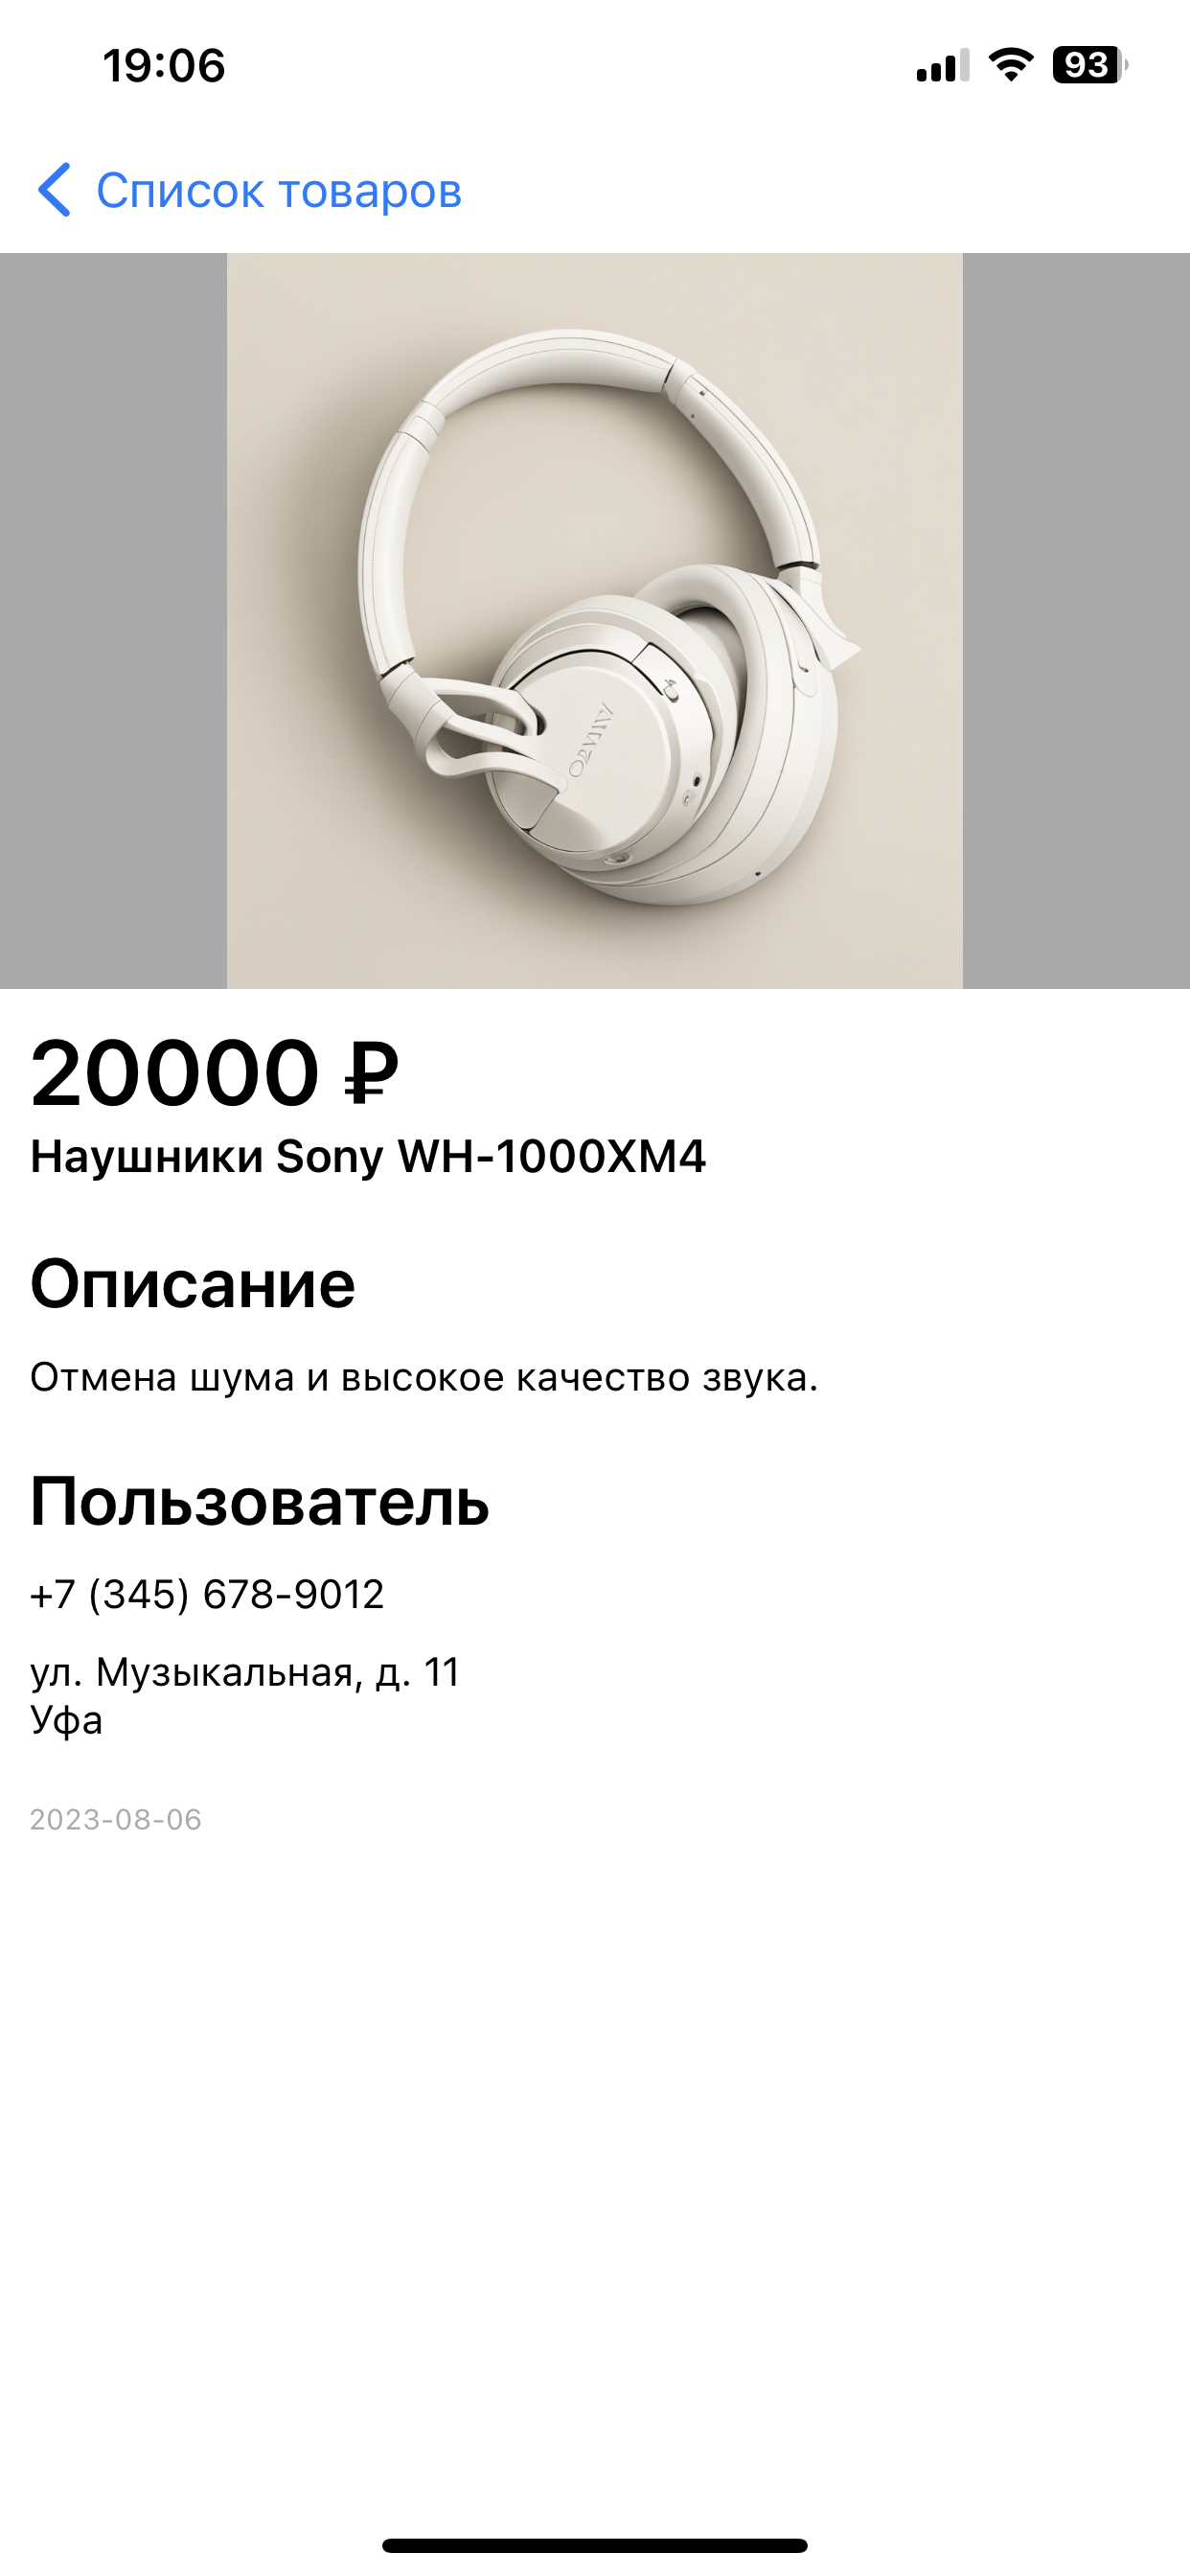 19:06
93
Список товаров
20000 ₽
Наушники Sony WH-1000XM4
Описание
Отмена шума и высокое качество звука.
Пользователь
+7 (345) 678-9012
ул. Музыкальная, д. 11
Уфа
2023-08-06